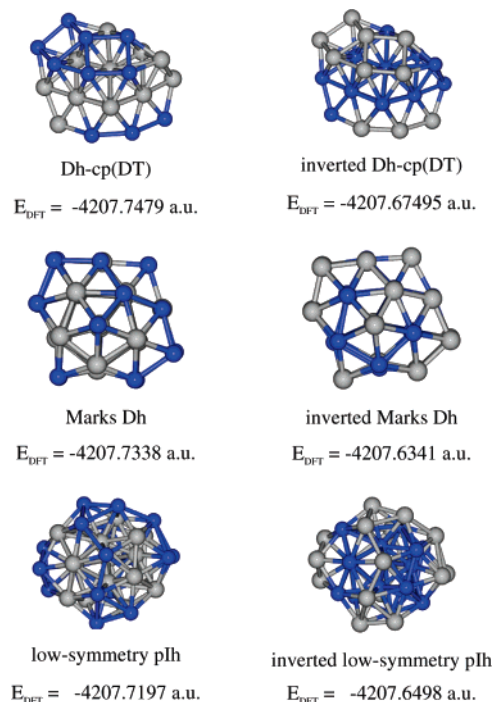 Dh-cp(DT)
inverted Dh-cp(DT)
E_DFT = -4207.7479 a.u.
E_DFT = -4207.67495 a.u.
Marks Dh
inverted Marks Dh
E_DFT = -4207.7338 a.u.
E_DFT = -4207.6341 a.u.
low-symmetry pIh
inverted low-symmetry pIh
E_DFT = -4207.7197 a.u.
E_DFT = -4207.6498 a.u.